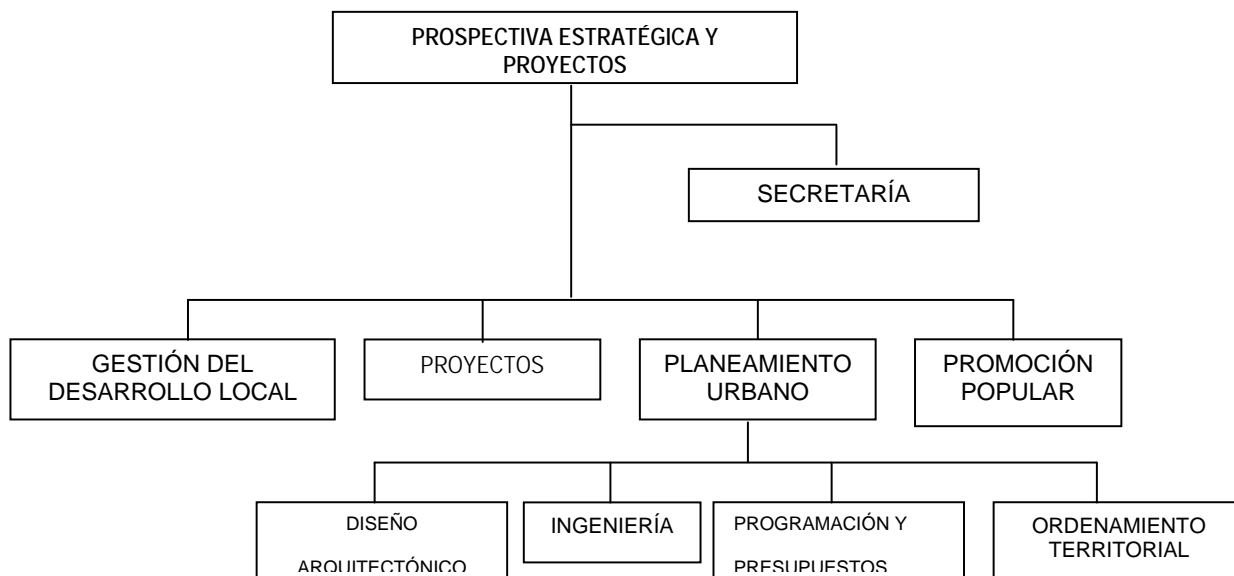 PROSPECTIVA ESTRATÉGICA Y
PROYECTOS
SECRETARÍA
GESTIÓN DEL
DESARROLLO LOCAL
PROYECTOS
PLANEAMIENTO
URBANO
PROMOCIÓN
POPULAR
DISEÑO
ARQUITECTÓNICO
INGENIERÍA
PROGRAMACIÓN Y
PRESUPUESTOS
ORDENAMIENTO
TERRITORIAL